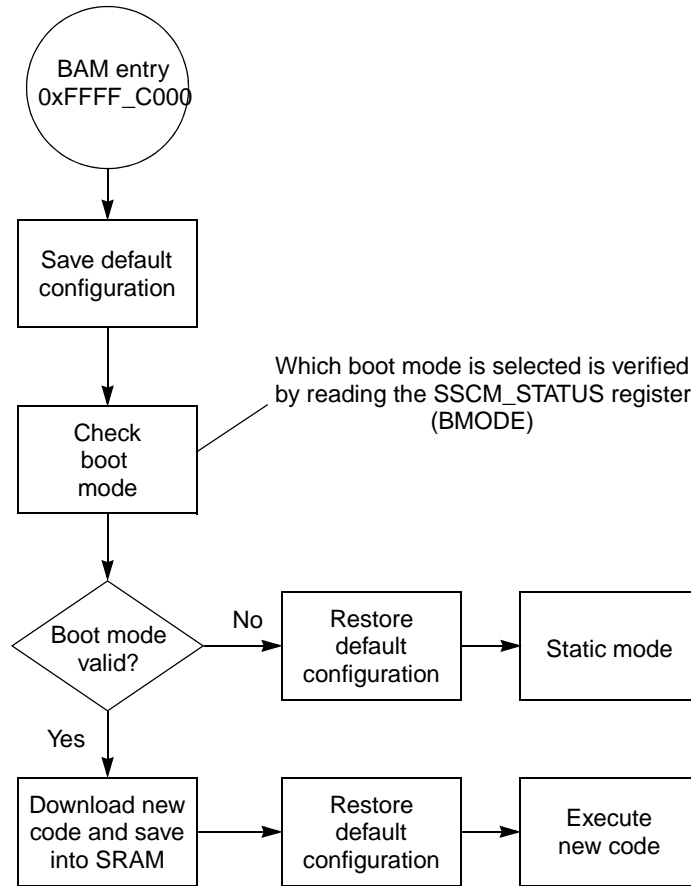 BAM entry
0xFFFF_C000
Save default
configuration
Which boot mode is selected is verified
by reading the SSCM_STATUS register
(BMODE)
Check
boot
mode
Boot mode
valid?
No
Restore
default
configuration
Static mode
Yes
Download new
code and save
into SRAM
Restore
default
configuration
Execute
new code